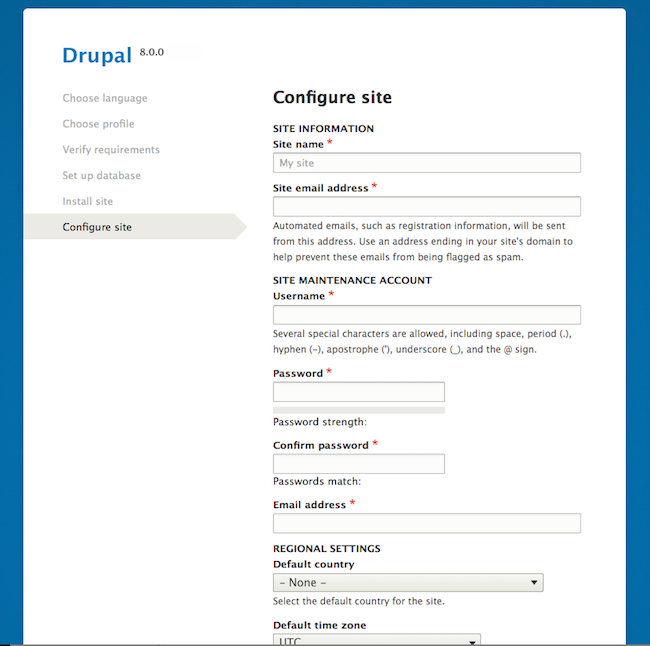 Drupal 8.0.0
Choose language
Choose profile
Verify requirements
Set up database
Install site
Configure site
Configure site
SITE INFORMATION
Site name *
My site
Site email address *
Automated emails, such as registration information, will be sent
from this address. Use an address ending in your site's domain to
help prevent these emails from being flagged as spam.
SITE MAINTENANCE ACCOUNT
Username *
Several special characters are allowed, including space, period (.),
hyphen (-), apostrophe ('), underscore (_), and the @ sign.
Password *
Password strength:
Confirm password *
Passwords match:
Email address *
REGIONAL SETTINGS
Default country
- None -
Select the default country for the site.
Default time zone
UTC